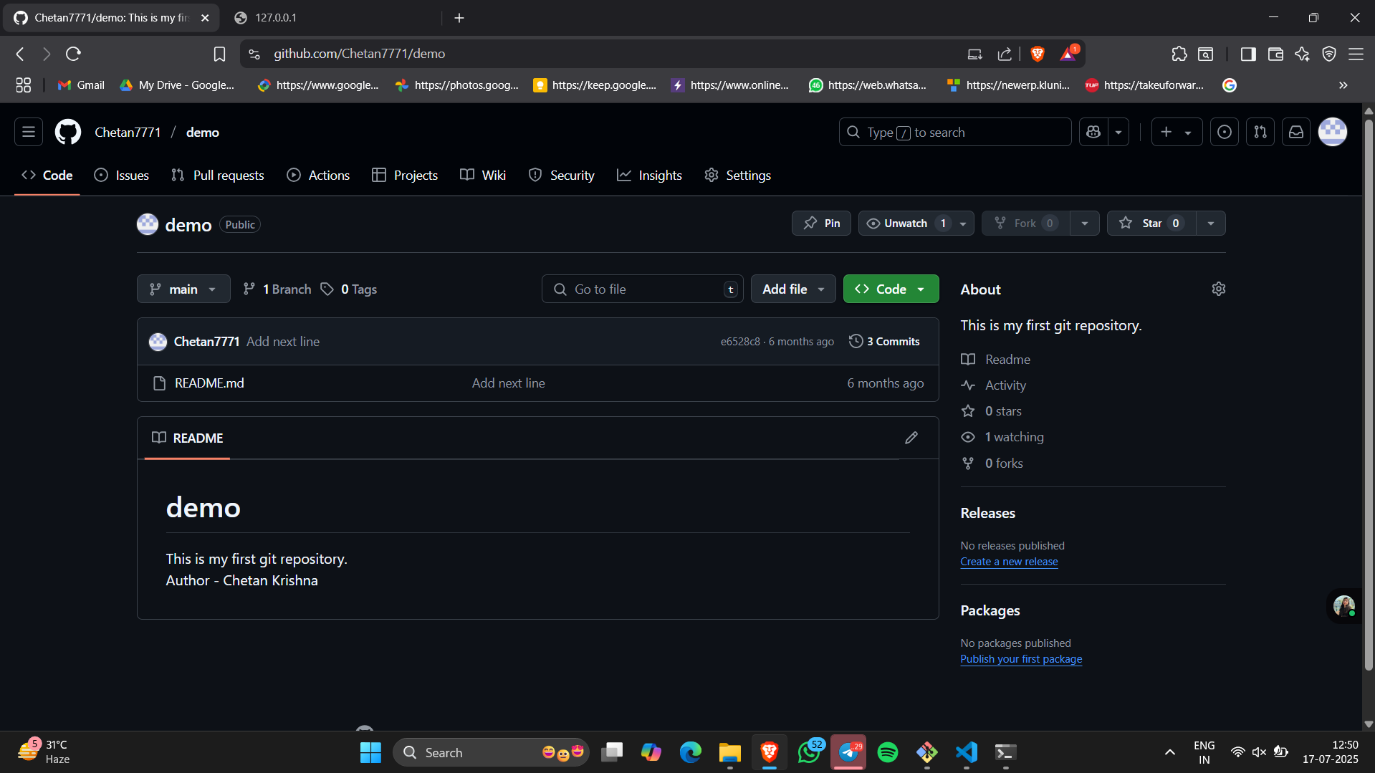 Chetan7771/demo: This is my fir
127.0.0.1
github.com/Chetan7771/demo
1
Gmail
My Drive - Google...
https://www.google...
https://photos.goog...
https://keep.google....
https://www.online...
46
https://web.whatsa...
https://newerp.kluni...
TUF
https://takeuforwar...
»
Chetan7771 / demo
Type / to search
Code
Issues
Pull requests
Actions
Projects
Wiki
Security
Insights
Settings
demo Public
Pin
Unwatch 1
Fork 0
Star 0
main
1 Branch
0 Tags
Go to file t
Add file
Code
Chetan7771 Add next line
e6528c8 · 6 months ago
3 Commits
README.md
Add next line
6 months ago
README
demo
This is my first git repository.
Author - Chetan Krishna
About
This is my first git repository.
Readme
Activity
0 stars
1 watching
0 forks
Releases
No releases published
Create a new release
Packages
No packages published
Publish your first package
5
31°C
Haze
Search
52
29
ENG
IN
12:50
17-07-2025